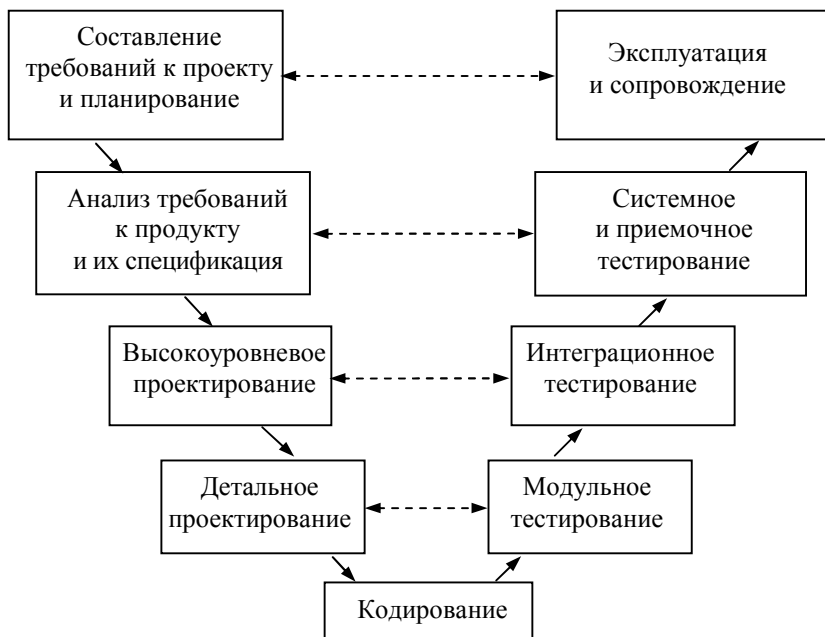 Составление
требований к проекту
и планирование
Эксплуатация
и сопровождение
Анализ требований
к продукту
и их спецификация
Системное
и приемочное
тестирование
Высокоуровневое
проектирование
Интеграционное
тестирование
Детальное
проектирование
Модульное
тестирование
Кодирование